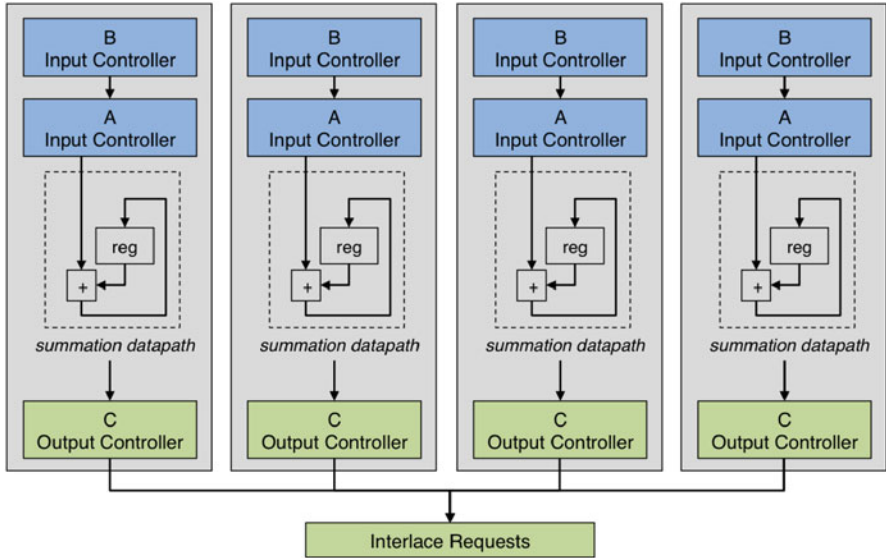 B
Input Controller
A
Input Controller
reg
+
summation datapath
C
Output Controller
B
Input Controller
A
Input Controller
reg
+
summation datapath
C
Output Controller
B
Input Controller
A
Input Controller
reg
+
summation datapath
C
Output Controller
B
Input Controller
A
Input Controller
reg
+
summation datapath
C
Output Controller
Interlace Requests